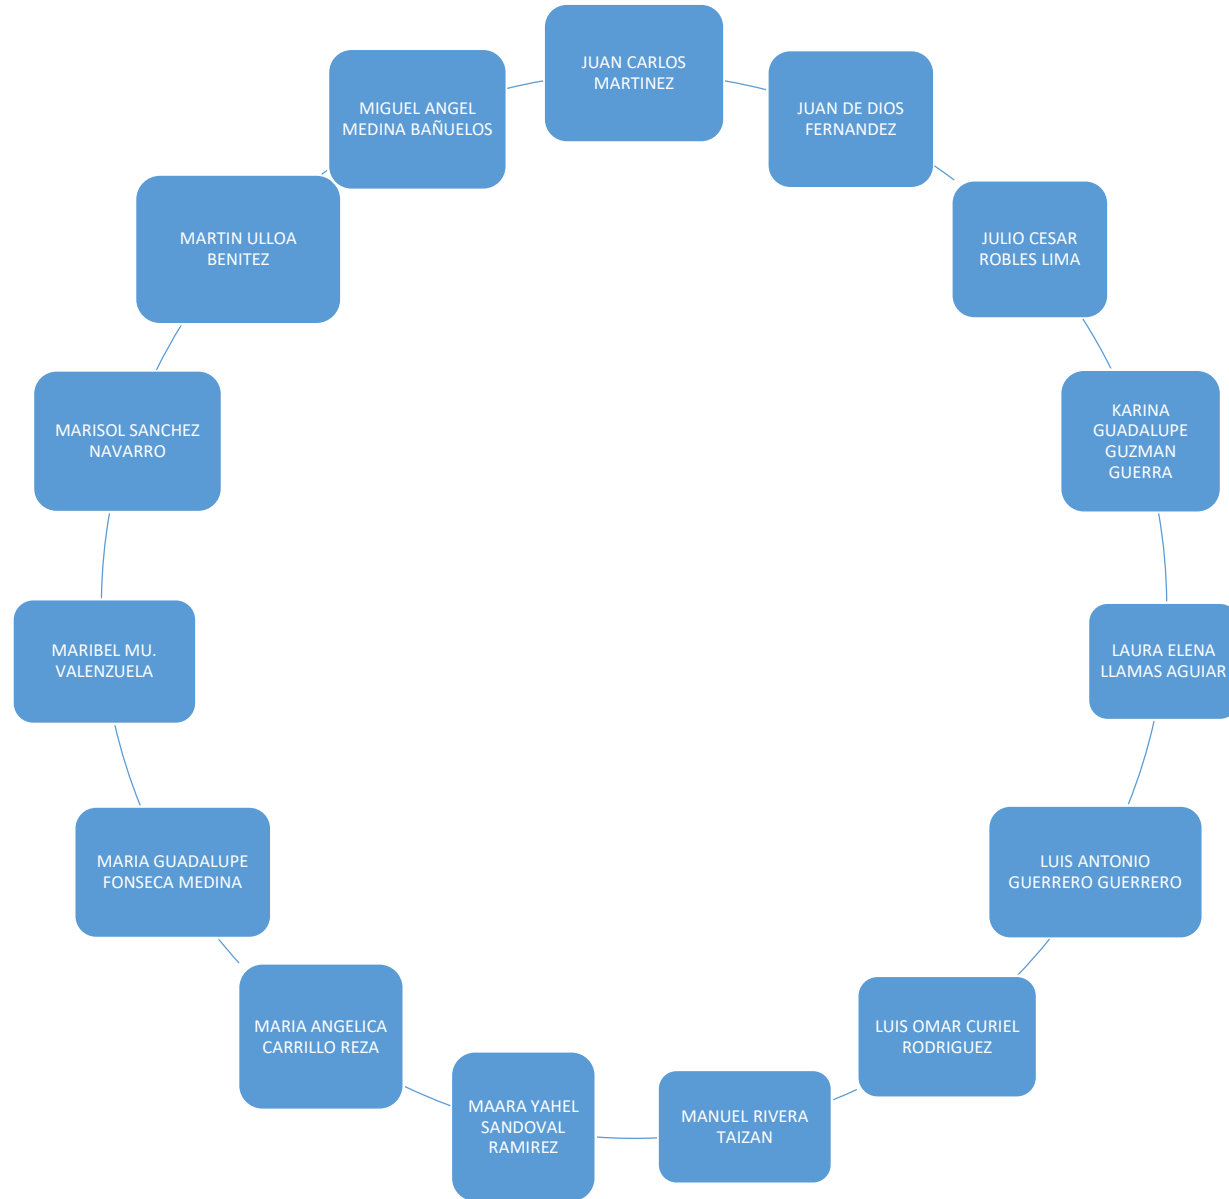 JUAN CARLOS
MARTINEZ
JUAN DE DIOS
FERNANDEZ
JULIO CESAR
ROBLES LIMA
KARINA
GUADALUPE
GUZMAN
GUERRA
LAURA ELENA
LLAMAS AGUIAR
LUIS ANTONIO
GUERRERO GUERRERO
LUIS OMAR CURIEL
RODRIGUEZ
MANUEL RIVERA
TAIZAN
MAARA YAHEL
SANDOVAL
RAMIREZ
MARIA ANGELICA
CARRILLO REZA
MARIA GUADALUPE
FONSECA MEDINA
MARIBEL MU.
VALENZUELA
MARISOL SANCHEZ
NAVARRO
MARTIN ULLOA
BENITEZ
MIGUEL ANGEL
MEDINA BAÑUELOS